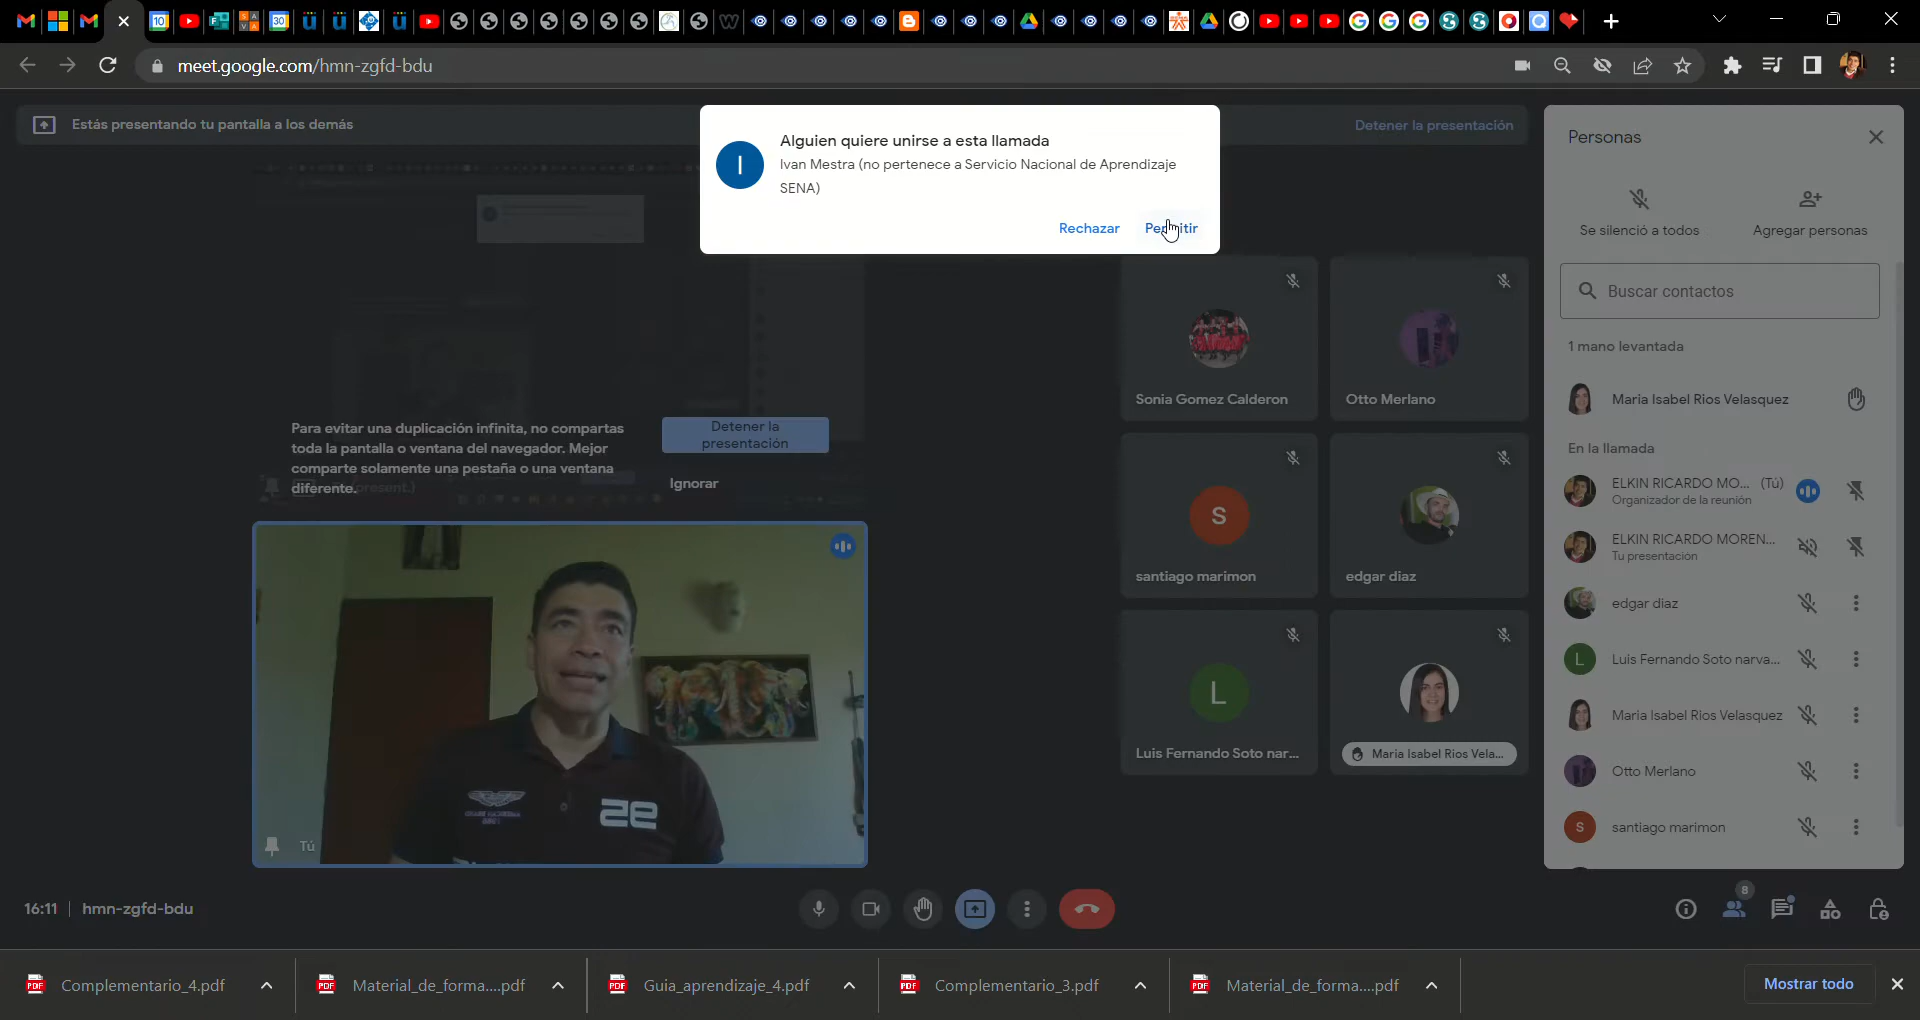 meet.google.com/hmn-zgfd-bdu
Estás presentando tu pantalla a los demás
Detener la presentación
Alguien quiere unirse a esta llamada
I
Ivan Mestra (no pertenece a Servicio Nacional de Aprendizaje
SENA)
Rechazar
Permitir
Para evitar una duplicación infinita, no compartas
toda la pantalla o ventana del navegador. Mejor
comparte solamente una pestaña o una ventana
diferente.
Detener la
presentación
Ignorar
Tú
Sonia Gomez Calderon
Otto Merlano
S
santiago marimon
edgar diaz
L
Luis Fernando Soto nar...
Maria Isabel Rios Vela...
Personas
Se silenció a todos
Agregar personas
Buscar contactos
1 mano levantada
Maria Isabel Rios Velasquez
En la llamada
ELKIN RICARDO MO... (Tú)
Organizador de la reunión
ELKIN RICARDO MOREN...
Tu presentación
edgar diaz
L
Luis Fernando Soto narva...
Maria Isabel Rios Velasquez
Otto Merlano
S
santiago marimon
16:11 | hmn-zgfd-bdu
8
Complementario_4.pdf
Material_de_forma....pdf
Guia_aprendizaje_4.pdf
Complementario_3.pdf
Material_de_forma....pdf
Mostrar todo